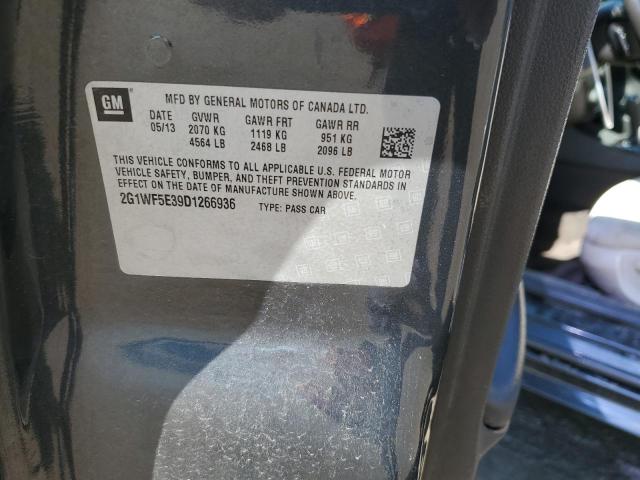 GM
MFD BY GENERAL MOTORS OF CANADA LTD.
DATE GVWR GAWR FRT GAWR RR
05/13 2070 KG 1119 KG 951 KG
4564 LB 2468 LB 2096 LB
THIS VEHICLE CONFORMS TO ALL APPLICABLE U.S. FEDERAL MOTOR
VEHICLE SAFETY, BUMPER, AND THEFT PREVENTION STANDARDS IN
EFFECT ON THE DATE OF MANUFACTURE SHOWN ABOVE.
2G1WF5E39D1266936 TYPE: PASS CAR